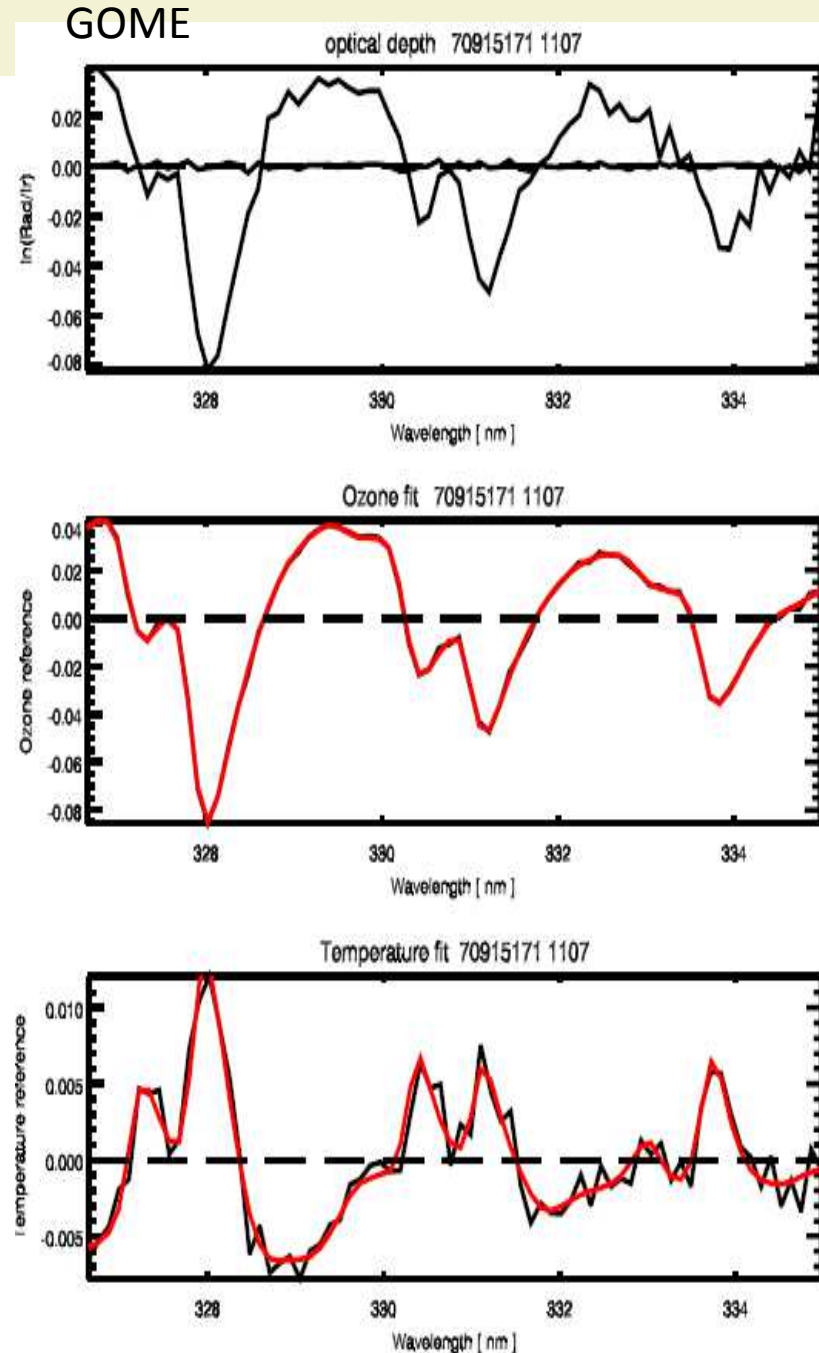 GOME
optical depth 70915171 1107
0.02
0.00
-0.02
-0.04
-0.06
-0.08
ln(Rad/Ir)
328
330
332
334
Wavelength [ nm ]
Ozone fit 70915171 1107
0.04
0.02
0.00
-0.02
-0.04
-0.06
-0.08
Ozone reference
328
330
332
334
Wavelength [ nm ]
Temperature fit 70915171 1107
0.010
0.005
0.000
-0.005
Temperature reference
328
330
332
334
Wavelength [ nm ]